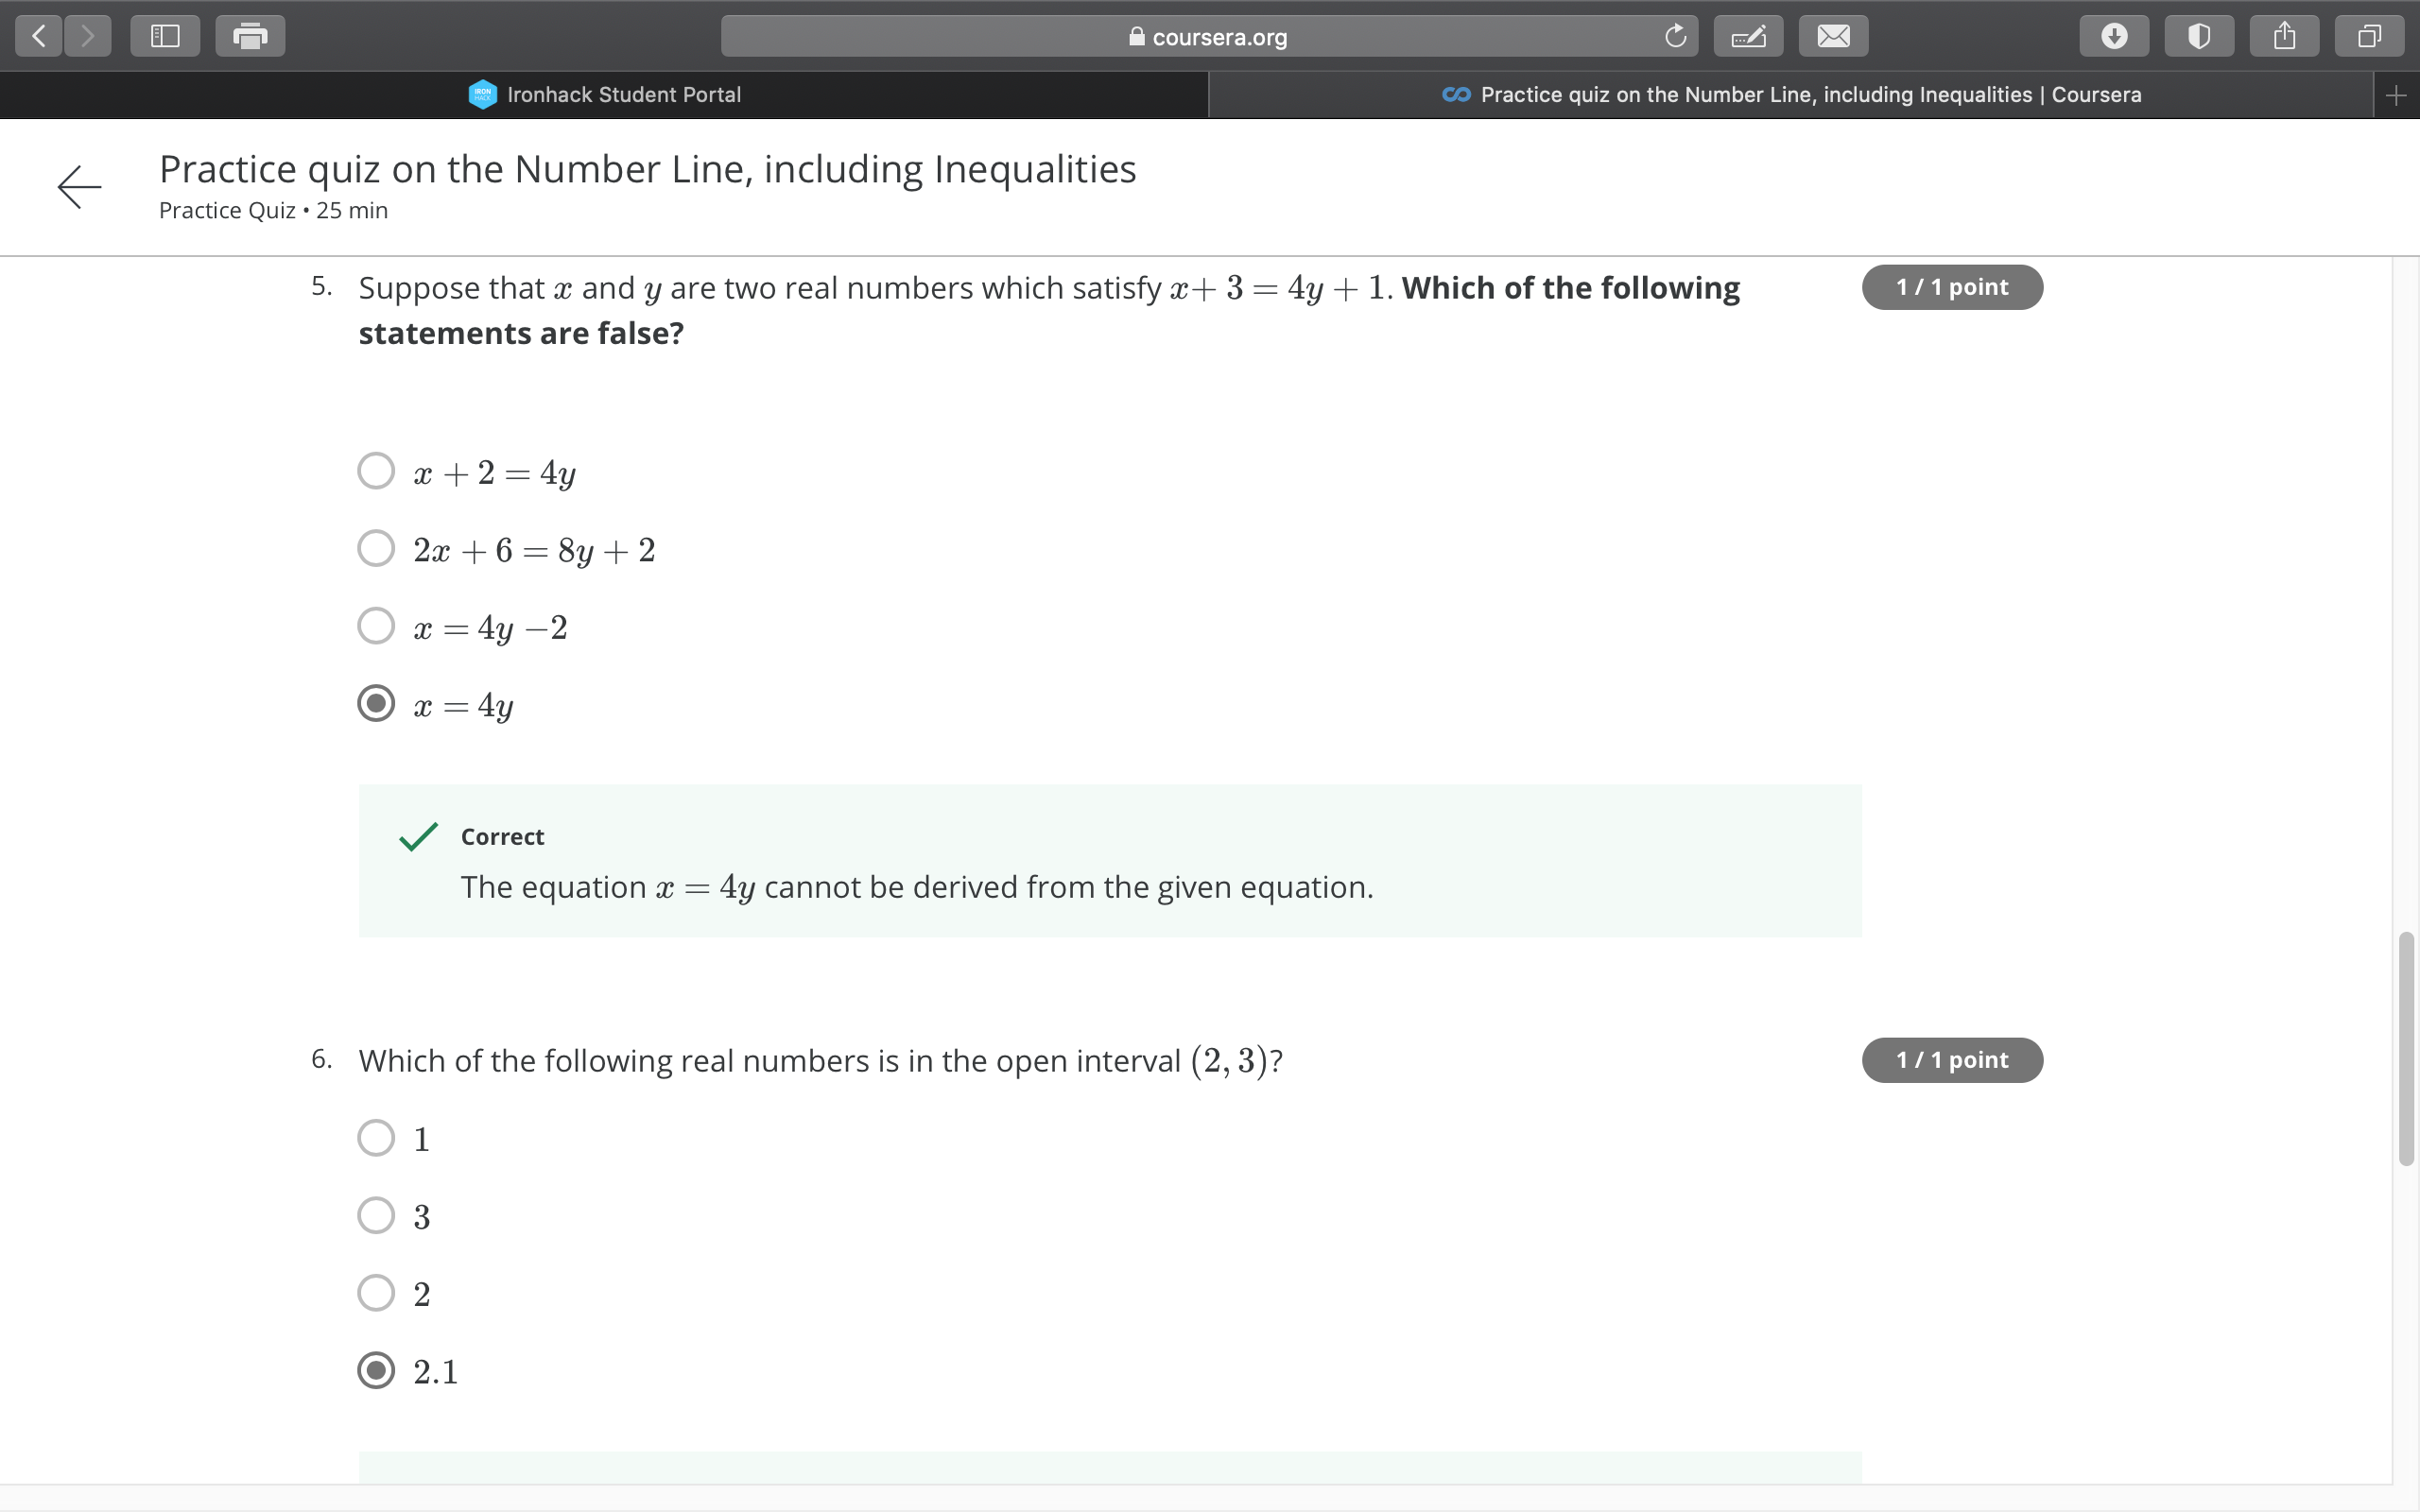 coursera.org
IRON
HACK
Ironhack Student Portal
Practice quiz on the Number Line, including Inequalities | Coursera
Practice quiz on the Number Line, including Inequalities
Practice Quiz • 25 min
5. Suppose that x and y are two real numbers which satisfy x+ 3 = 4y + 1. Which of the following
1 / 1 point
statements are false?
x + 2 = 4y
2x + 6 = 8y + 2
x = 4y −2
x = 4y
Correct
The equation x = 4y cannot be derived from the given equation.
6. Which of the following real numbers is in the open interval (2, 3)?
1 / 1 point
1
3
2
2.1